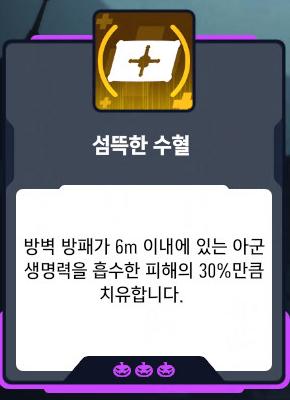 섬뜩한 수혈
방벽 방패가 6m 이내에 있는 아군
생명력을 흡수한 피해의 30%만큼
치유합니다.